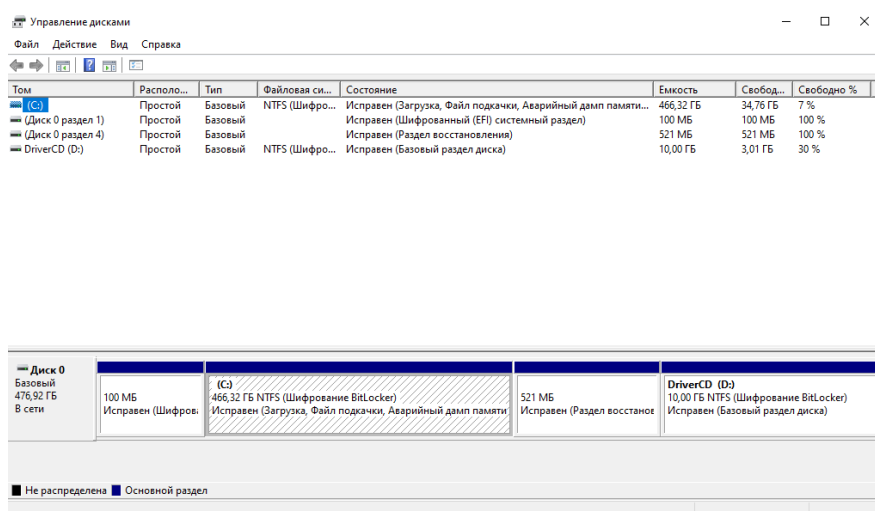 Управление дисками
Файл Действие Вид Справка
Том Располо... Тип Файловая си... Состояние Емкость Свобод... Свободно %
(C:) Простой Базовый NTFS (Шифро... Исправен (Загрузка, Файл подкачки, Аварийный дамп памяти... 466,32 ГБ 34,76 ГБ 7 %
(Диск 0 раздел 1) Простой Базовый Исправен (Шифрованный (EFI) системный раздел) 100 МБ 100 МБ 100 %
(Диск 0 раздел 4) Простой Базовый Исправен (Раздел восстановления) 521 МБ 521 МБ 100 %
DriverCD (D:) Простой Базовый NTFS (Шифро... Исправен (Базовый раздел диска) 10,00 ГБ 3,01 ГБ 30 %
Диск 0
Базовый
476,92 ГБ
В сети
100 МБ
Исправен (Шифров
(C:)
466,32 ГБ NTFS (Шифрование BitLocker)
Исправен (Загрузка, Файл подкачки, Аварийный дамп памяти
521 МБ
Исправен (Раздел восстанов
DriverCD (D:)
10,00 ГБ NTFS (Шифрование BitLocker)
Исправен (Базовый раздел диска)
Не распределена Основной раздел